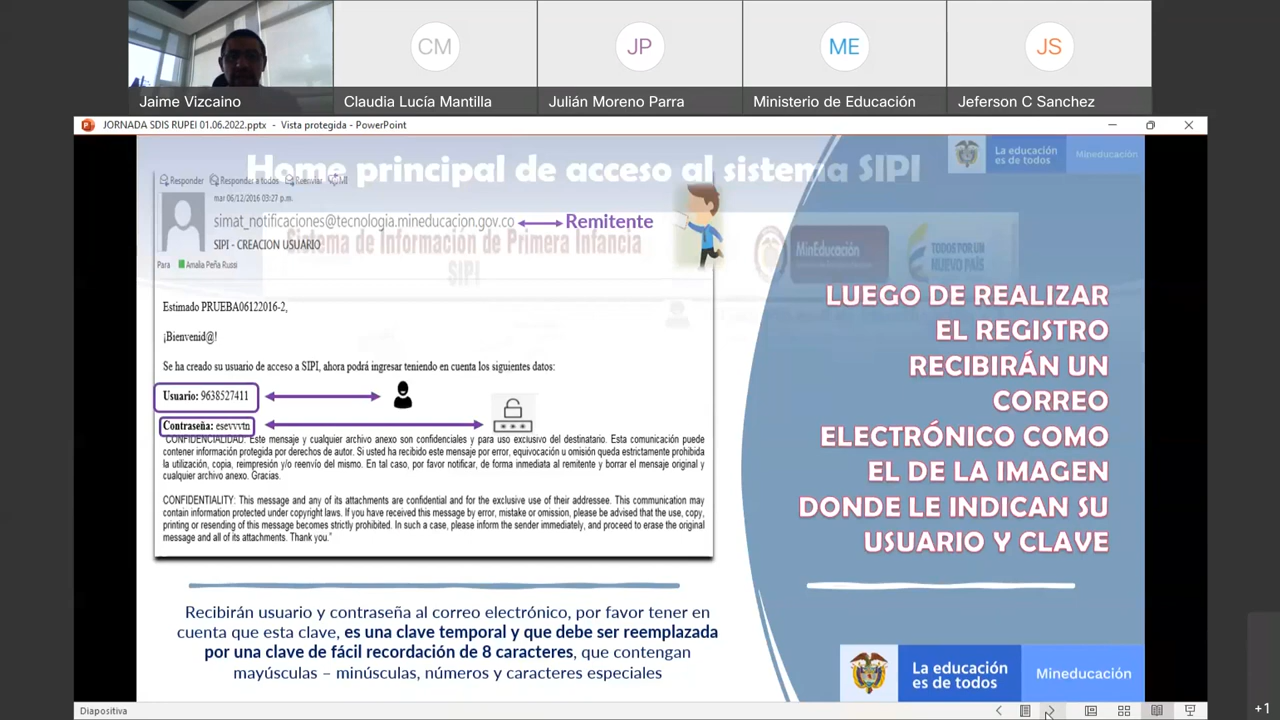 CM
JP
ME
JS
Jaime Vizcaino
Claudia Lucía Mantilla
Julián Moreno Parra
Ministerio de Educación
Jeferson C Sanchez
JORNADA SDIS RUPEI 01.06.2022.pptx - Vista protegida - PowerPoint
principal de acceso al sistema SIPI
La educación
es de todos
Mineducación
Responder
Responder a todos
Reenviar
MI
mar 06/12/2016 03:27 p.m.
simat_notificaciones@tecnologia.mineducacion.gov.co
Remitente
SIPI - CREACION USUARIO
Sistema de Información de Primera Infancia
SIPI
MinEducación
TODOS POR UN
NUEVO PAÍS
Para Amalia Peña Russi
Estimado PRUEBA06122016-2,
¡Bienvenid@!
Se ha creado su usuario de acceso a SIPI, ahora podrá ingresar teniendo en cuenta los siguientes datos:
Usuario: 9638527411
Contraseña: esevvvtn
CONFIDENCIALIDAD: Este mensaje y cualquier archivo anexo son confidenciales y para uso exclusivo del destinatario. Esta comunicación puede
contener información protegida por derechos de autor. Si usted ha recibido este mensaje por error, equivocación u omisión queda estrictamente prohibida
la utilización, copia, reimpresión y/o reenvío del mismo. En tal caso, por favor notificar, de forma inmediata al remitente y borrar el mensaje original y
cualquier archivo anexo. Gracias.
CONFIDENTIALITY: This message and any of its attachments are confidential and for the exclusive use of their addressee. This communication may
contain information protected under copyright laws. If you have received this message by error, mistake or omission, please be advised that the use, copy,
printing or resending of this message becomes strictly prohibited. In such a case, please inform the sender immediately, and proceed to erase the original
message and all of its attachments. Thank you."
LUEGO DE REALIZAR
EL REGISTRO
RECIBIRÁN UN
CORREO
ELECTRÓNICO COMO
EL DE LA IMAGEN
DONDE LE INDICAN SU
USUARIO Y CLAVE
Recibirán usuario y contraseña al correo electrónico, por favor tener en
cuenta que esta clave, es una clave temporal y que debe ser reemplazada
por una clave de fácil recordación de 8 caracteres, que contengan
mayúsculas – minúsculas, números y caracteres especiales
La educación
es de todos
Mineducación
Diapositiva
+1